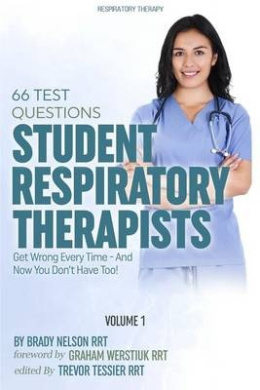 RESPIRATORY THERAPY
66 TEST
QUESTIONS
STUDENT
RESPIRATORY
THERAPISTS
Get Wrong Every Time - And
Now You Don't Have Too!
VOLUME 1
BY BRADY NELSON RRT
foreword by GRAHAM WERSTIUK RRT
edited By TREVOR TESSIER RRT